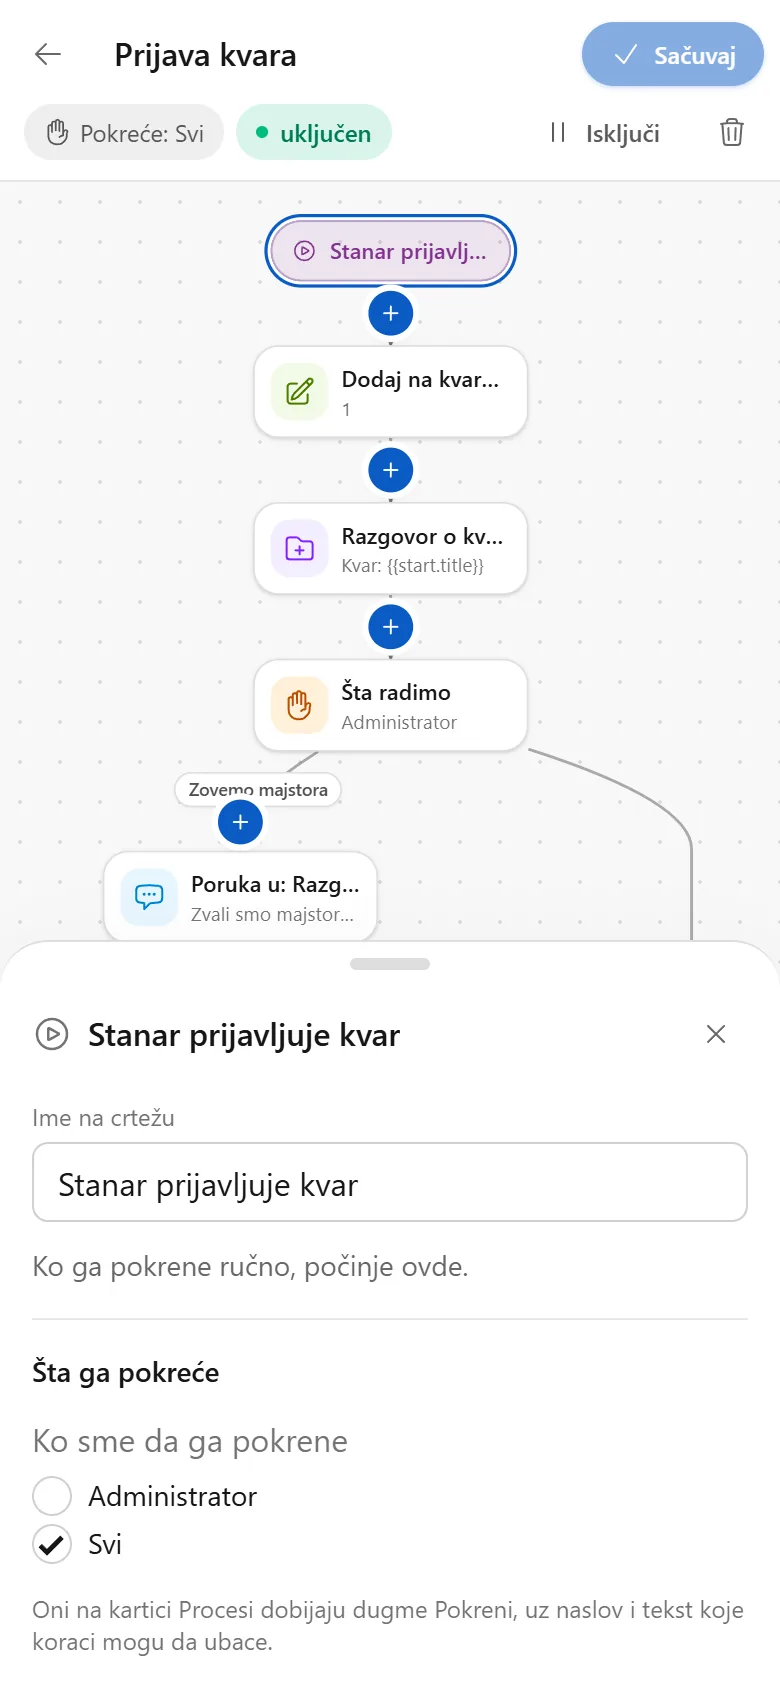 Prijava kvara
Sačuvaj
Pokreće: Svi
uključen
Isključi
Stanar prijavlj...
Dodaj na kvar...
1
Razgovor o kv...
Kvar: {{start.title}}
Šta radimo
Administrator
Zovemo majstora
Poruka u: Razg...
Zvali smo majstor...
Stanar prijavljuje kvar
Ime na crtežu
Stanar prijavljuje kvar
Ko ga pokrene ručno, počinje ovde.
Šta ga pokreće
Ko sme da ga pokrene
Administrator
Svi
Oni na kartici Procesi dobijaju dugme Pokreni, uz naslov i tekst koje
koraci mogu da ubace.